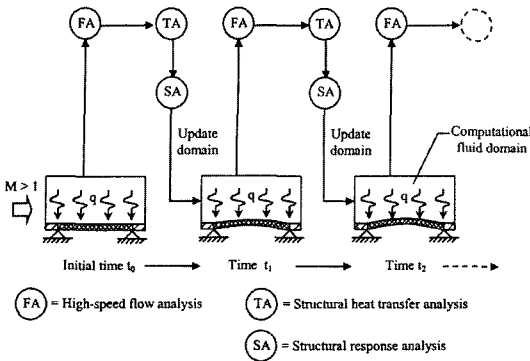 FA
TA
FA
TA
FA
SA
SA
Update
domain
Update
domain
Computational
fluid domain
M > 1
q
q
q
Initial time t₀
Time t₁
Time t₂
FA = High-speed flow analysis
TA = Structural heat transfer analysis
SA = Structural response analysis